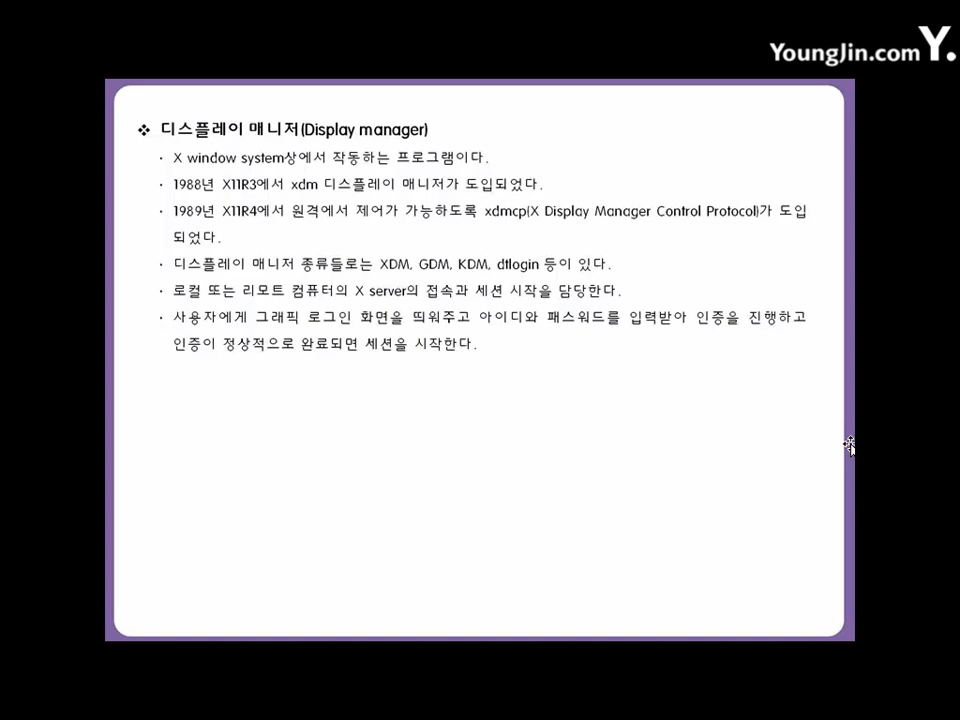 YoungJin.com Y.
❖ 디스플레이 매니저(Display manager)
· X window system상에서 작동하는 프로그램이다.
· 1988년 X11R3에서 xdm 디스플레이 매니저가 도입되었다.
· 1989년 X11R4에서 원격에서 제어가 가능하도록 xdmcp(X Display Manager Control Protocol)가 도입
되었다.
· 디스플레이 매니저 종류들로는 XDM, GDM, KDM, dtlogin 등이 있다.
· 로컬 또는 리모트 컴퓨터의 X server의 접속과 세션 시작을 담당한다.
· 사용자에게 그래픽 로그인 화면을 띄워주고 아이디와 패스워드를 입력받아 인증을 진행하고
인증이 정상적으로 완료되면 세션을 시작한다.